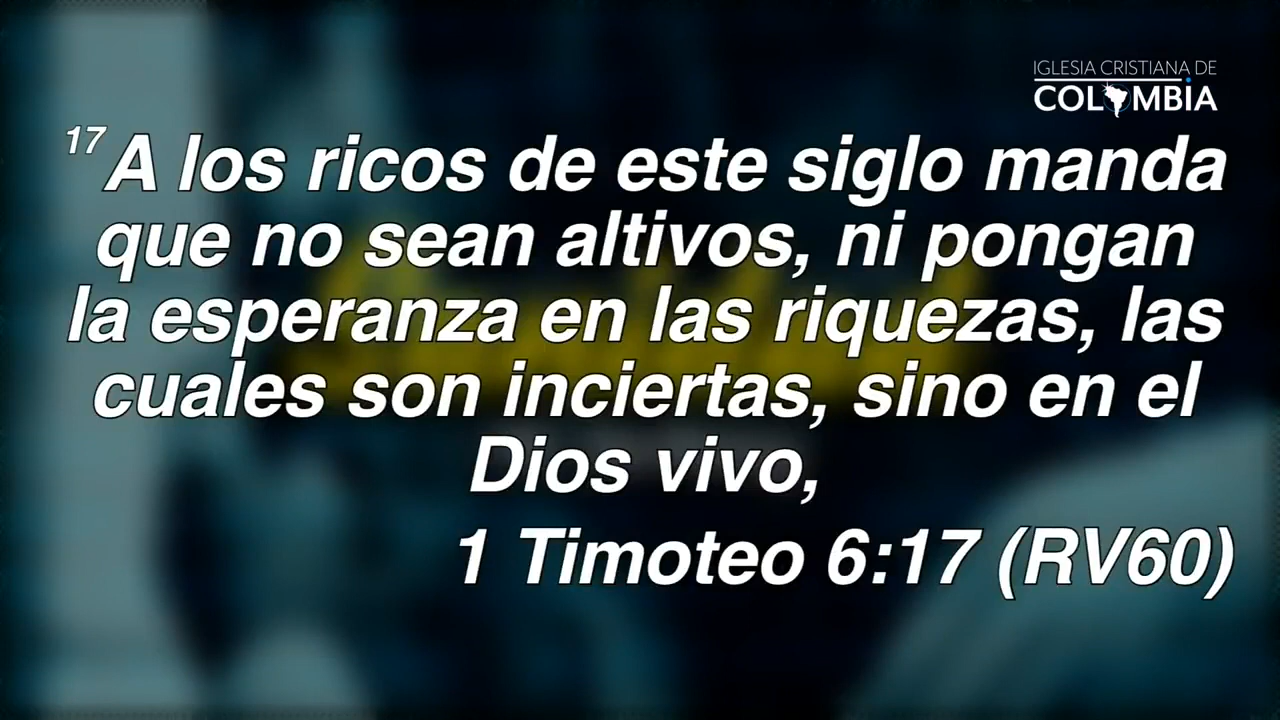 IGLESIA CRISTIANA DE
COLOMBIA
17 A los ricos de este siglo manda
que no sean altivos, ni pongan
la esperanza en las riquezas, las
cuales son inciertas, sino en el
Dios vivo,
1 Timoteo 6:17 (RV60)